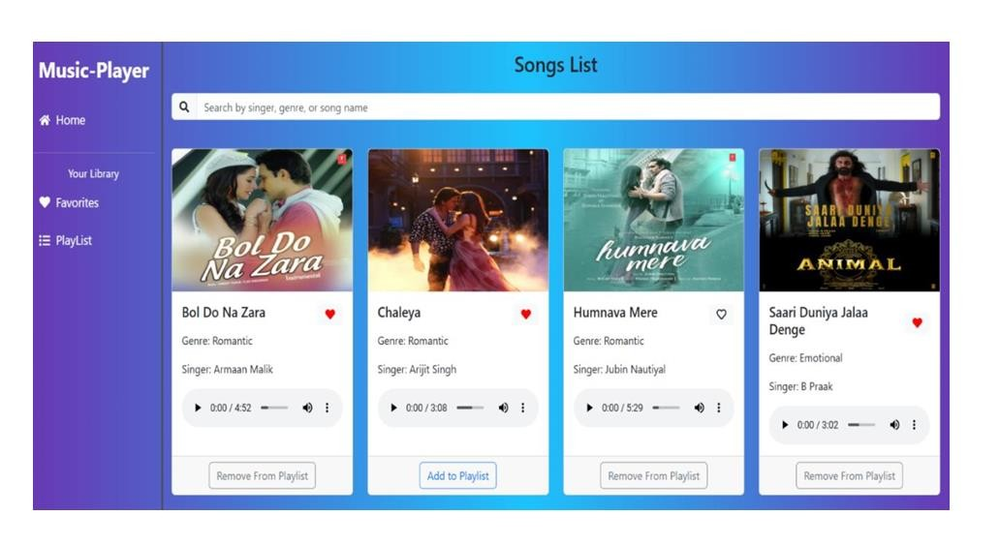 Music-Player
Home
Your Library
Favorites
PlayList
Songs List
Search by singer, genre, or song name
Bol Do
Na Zara
Instrumental
humnava
mere
SAARI DUNIYA
JALAA DENGE
ANIMAL
Bol Do Na Zara
Genre: Romantic
Singer: Armaan Malik
0:00 / 4:52
Remove From Playlist
Chaleya
Genre: Romantic
Singer: Arijit Singh
0:00 / 3:08
Add to Playlist
Humnava Mere
Genre: Romantic
Singer: Jubin Nautiyal
0:00 / 5:29
Remove From Playlist
Saari Duniya Jalaa
Denge
Genre: Emotional
Singer: B Praak
0:00 / 3:02
Remove From Playlist